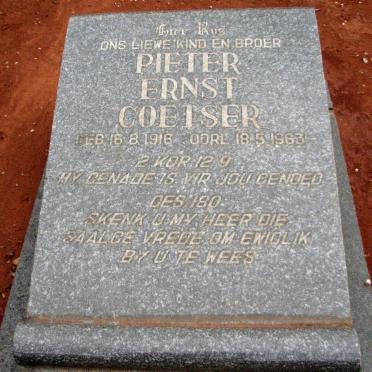 Hier Rus
ONS LIEWE KIND EN BROER
PIETER
ERNST
COETSER
GEB 16.8.1916 OORL 18.5.1963
2 KOR 12:9
MY GENADE IS VIR JOU GENOEG
GES 180
SKENK U MY, HEER DIE
SAALGE VREDE OM EWIGLIK
BY U TE WEES